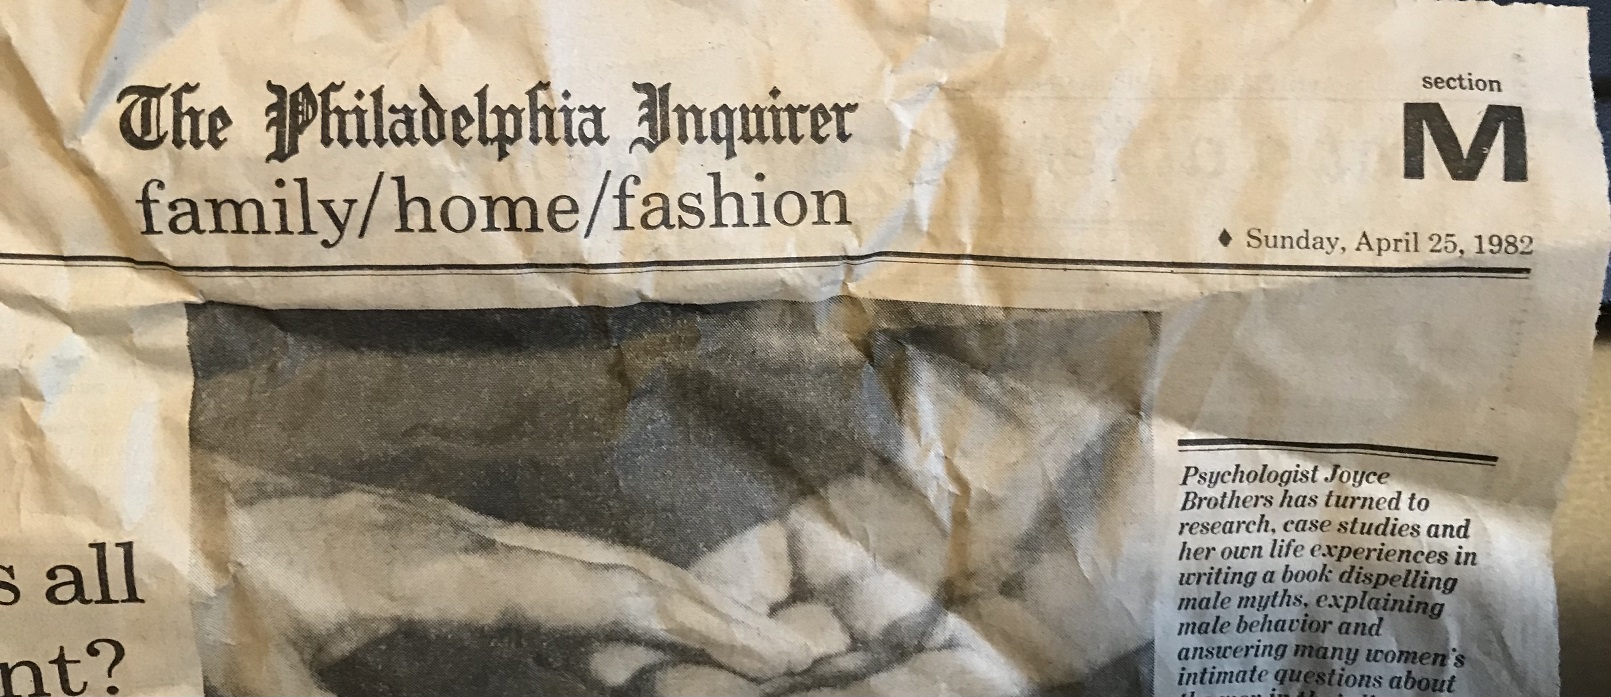 The Philadelphia Inquirer
family/home/fashion
section
M
♦ Sunday, April 25, 1982
s all
nt?
Psychologist Joyce
Brothers has turned to
research, case studies and
her own life experiences in
writing a book dispelling
male myths, explaining
male behavior and
answering many women's
intimate questions about